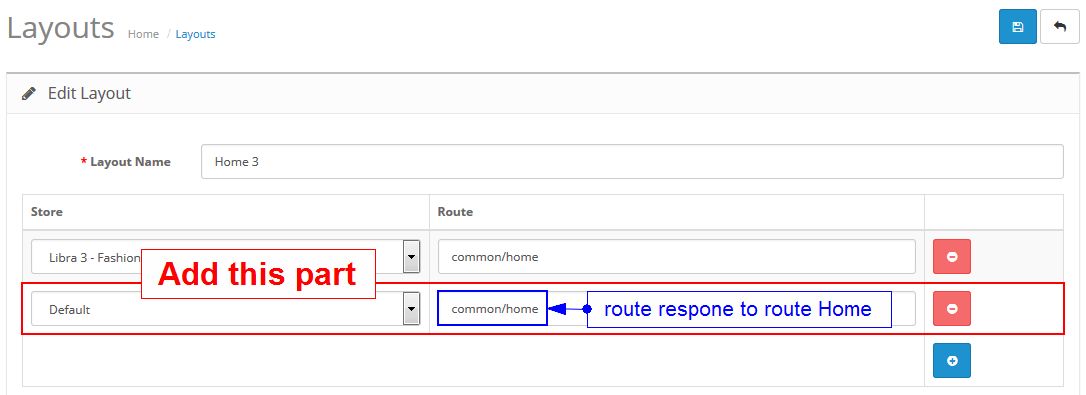 Layouts Home / Layouts
Edit Layout
* Layout Name Home 3
Store Route
Libra 3 - Fashion common/home
Add this part
Default common/home route respone to route Home